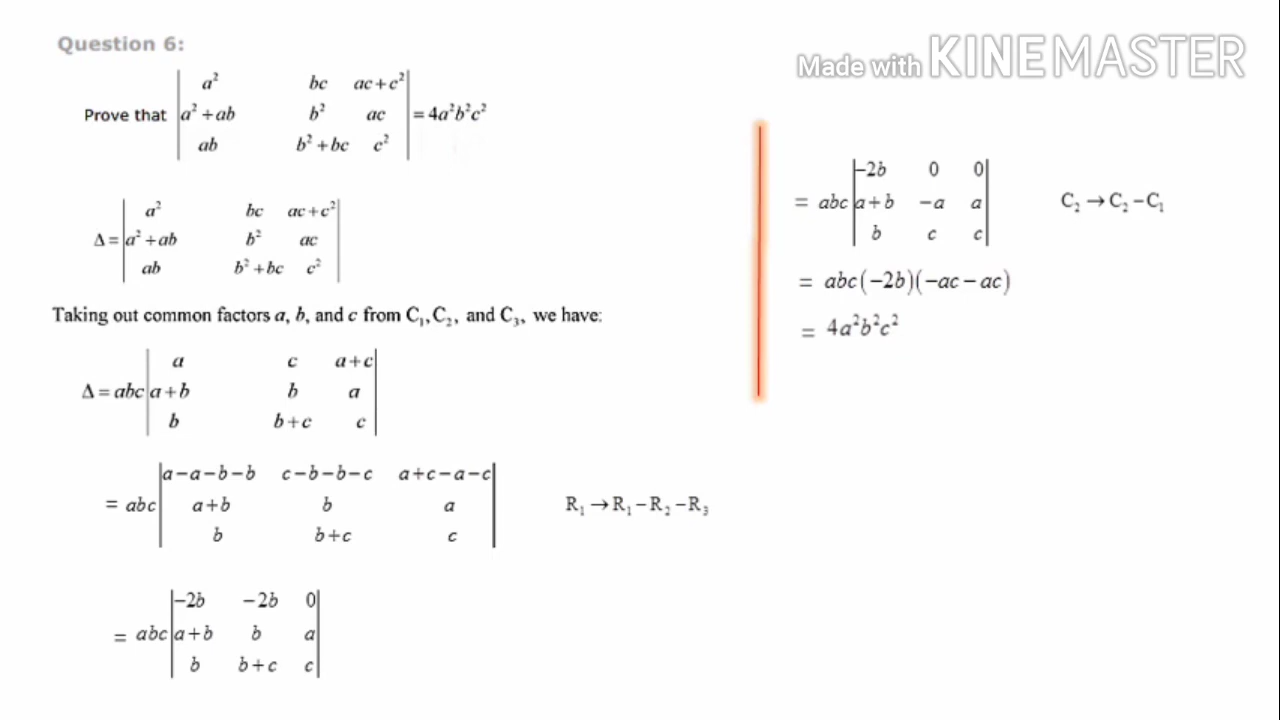 Question 6:
Made with KINEMASTER
Prove that | a² bc ac+c² |
| a²+ab b² ac | = 4a²b²c²
| ab b²+bc c² |
Δ = | a² bc ac+c² |
| a²+ab b² ac |
| ab b²+bc c² |
Taking out common factors a, b, and c from C₁, C₂, and C₃, we have:
Δ = abc | a c a+c |
| a+b b a |
| b b+c c |
= abc | a−a−b−b c−b−b−c a+c−a−c |
| a+b b a | R₁ → R₁ − R₂ − R₃
| b b+c c |
= abc | −2b −2b 0 |
| a+b b a |
| b b+c c |
= abc | −2b 0 0 |
| a+b −a a | C₂ → C₂ − C₁
| b c c |
= abc(−2b)(−ac−ac)
= 4a²b²c²